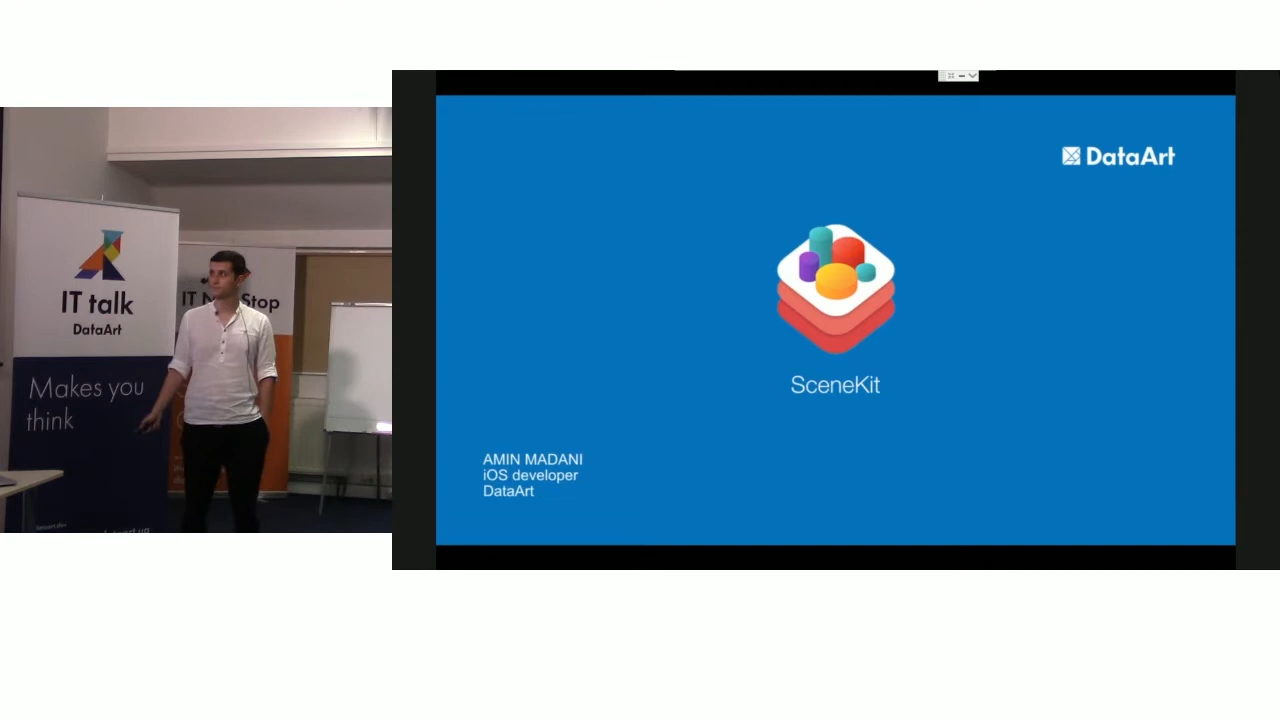 IT talk
DataArt
Makes you
think
IT N Stop
DataArt
SceneKit
AMIN MADANI
iOS developer
DataArt